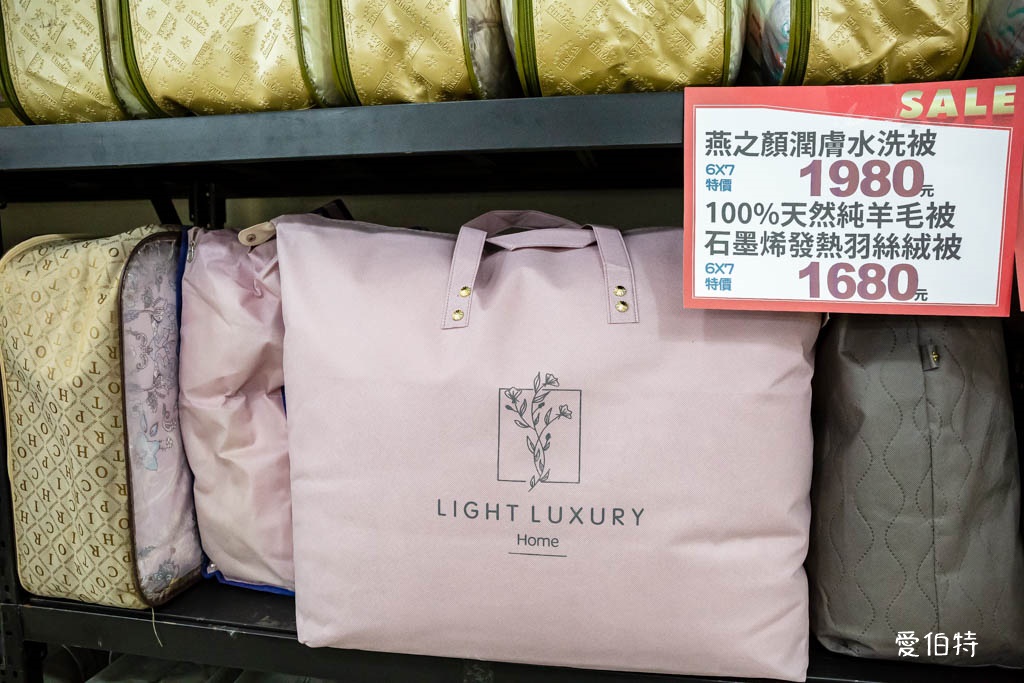 SALE
燕之顏潤膚水洗被
6X7
特價 1980元
100%天然純羊毛被
石墨烯發熱羽絲絨被
6X7
特價 1680元
LIGHT LUXURY
Home
愛伯特